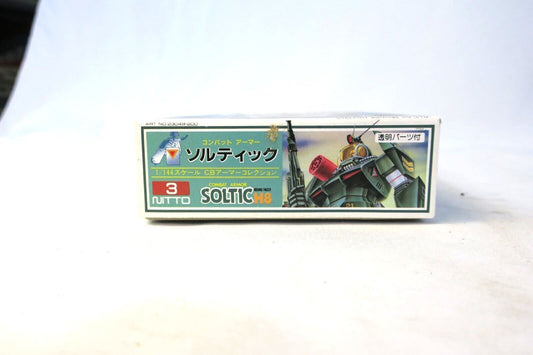 ART NO.23049-200
コンバット アーマー
ソルティック
透明パーツ付
1/144スケール C.Bアーマーコレクション
3
NITTO
COMBAT ARMOR
SOLTIC H8